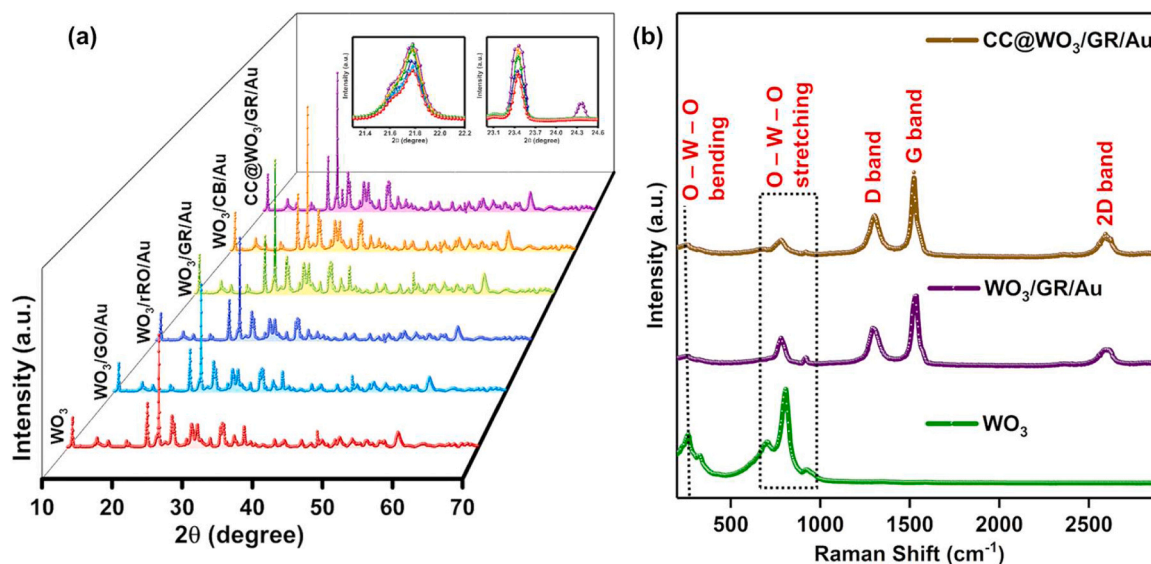 (a)
Intensity (a.u.)
WO₃
WO₃/GO/Au
WO₃/rRO/Au
WO₃/GR/Au
WO₃/CB/Au
CC@WO₃/GR/Au
10 20 30 40 50 60 70
2θ (degree)
Intensity (a.u.)
21.4 21.6 21.8 22.0 22.2
2θ (degree)
Intensity (a.u.)
23.1 23.4 23.7 24.0 24.3 24.6
2θ (degree)
(b)
Intensity (a.u.)
CC@WO₃/GR/Au
WO₃/GR/Au
WO₃
O – W – O
bending
O – W – O
stretching
D band
G band
2D band
500 1000 1500 2000 2500
Raman Shift (cm⁻¹)